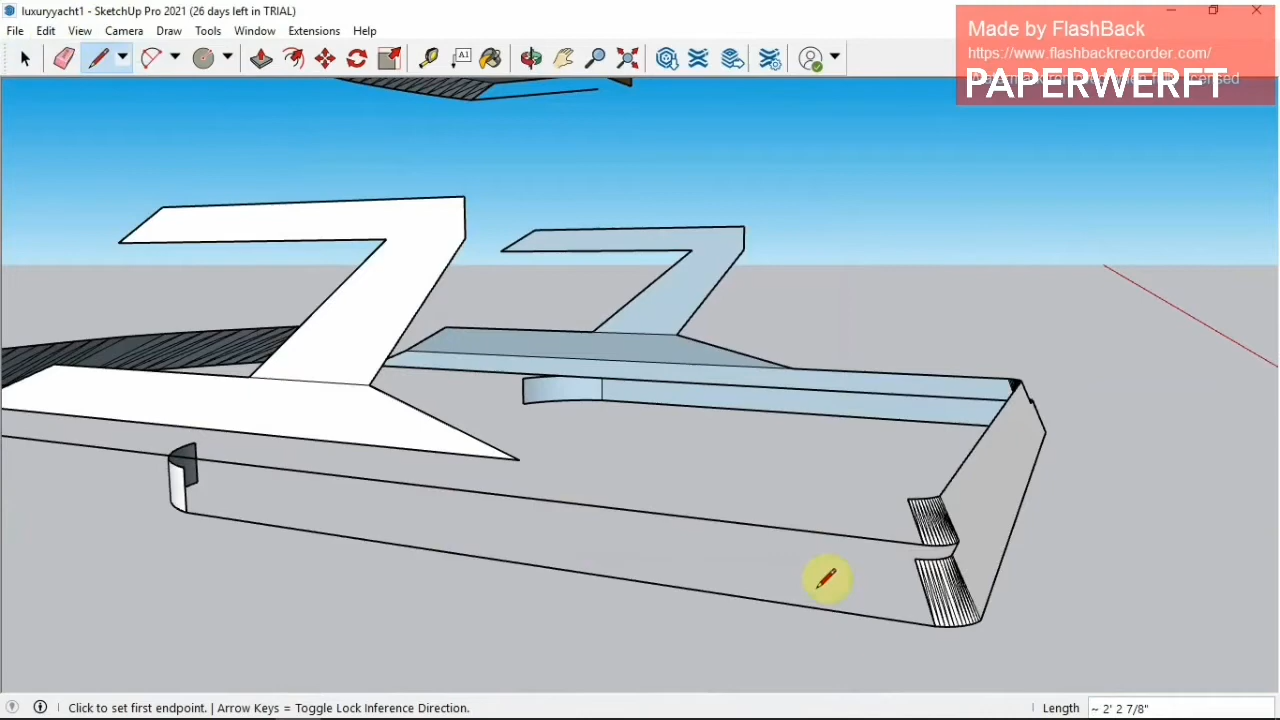 luxuryyacht1 - SketchUp Pro 2021 (26 days left in TRIAL)
File Edit View Camera Draw Tools Window Extensions Help
Made by FlashBack
https://www.flashbackrecorder.com/
PAPERWERFT
A1
Click to set first endpoint. | Arrow Keys = Toggle Lock Inference Direction.
Length ~ 2' 2 7/8"